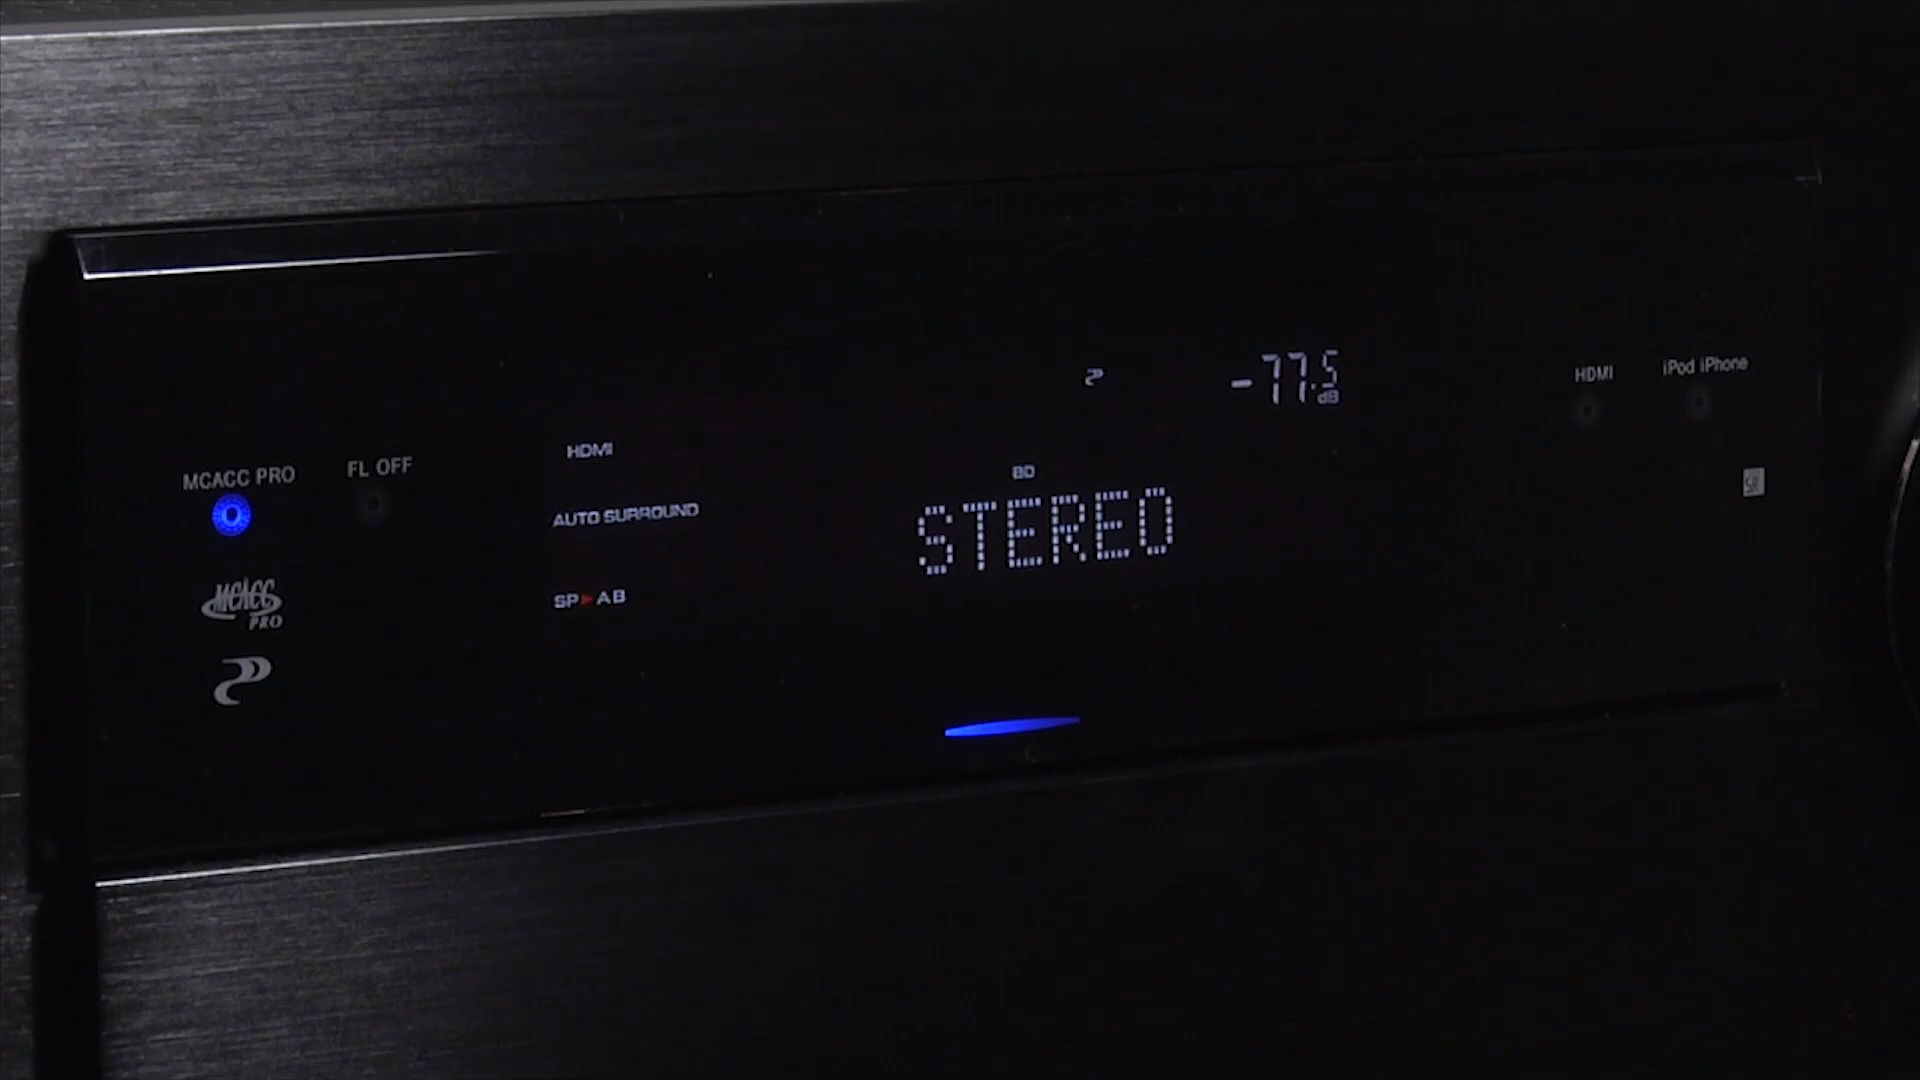 -77.5
dB
HDMI
iPod iPhone
HDMI
BD
MCACC PRO
FL OFF
SR
AUTO SURROUND
STEREO
SP►AB
MCACC
PRO